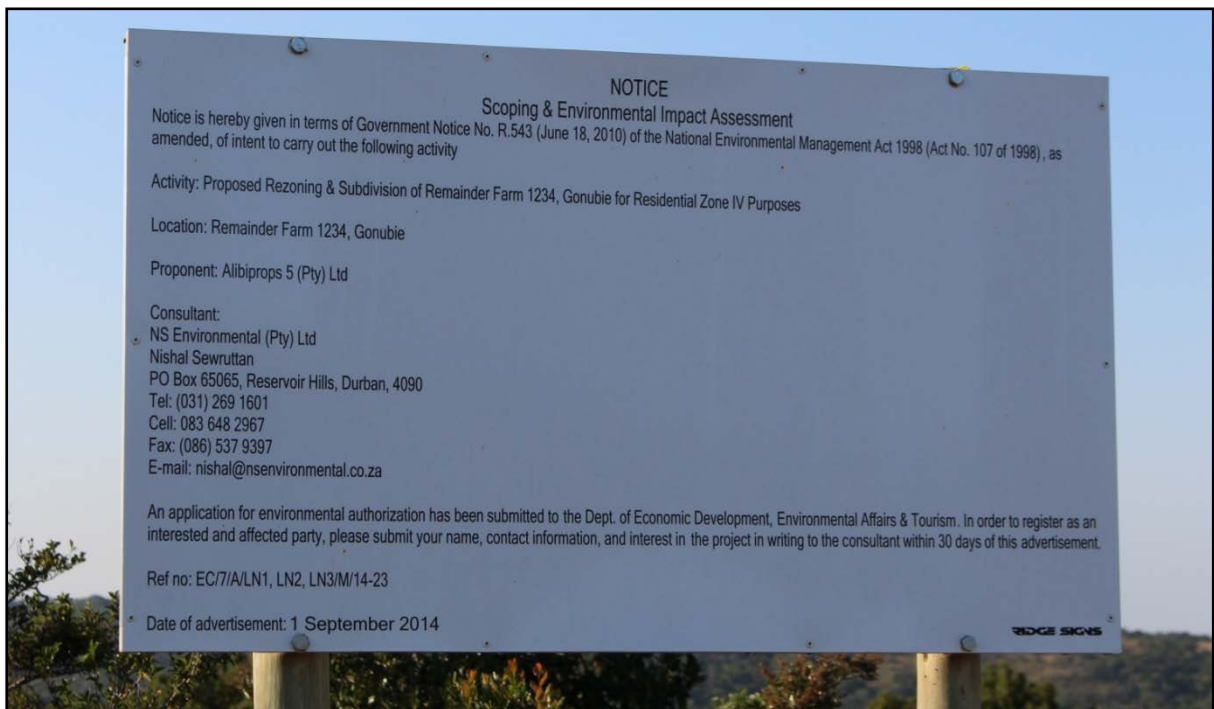 NOTICE
Scoping & Environmental Impact Assessment
Notice is hereby given in terms of Government Notice No. R.543 (June 18, 2010) of the National Environmental Management Act 1998 (Act No. 107 of 1998), as
amended, of intent to carry out the following activity
Activity: Proposed Rezoning & Subdivision of Remainder Farm 1234, Gonubie for Residential Zone IV Purposes
Location: Remainder Farm 1234, Gonubie
Proponent: Alibiprops 5 (Pty) Ltd
Consultant:
NS Environmental (Pty) Ltd
Nishal Sewruttan
PO Box 65065, Reservoir Hills, Durban, 4090
Tel: (031) 269 1601
Cell: 083 648 2967
Fax: (086) 537 9397
E-mail: nishal@nsenvironmental.co.za
An application for environmental authorization has been submitted to the Dept. of Economic Development, Environmental Affairs & Tourism. In order to register as an
interested and affected party, please submit your name, contact information, and interest in the project in writing to the consultant within 30 days of this advertisement.
Ref no: EC/7/A/LN1, LN2, LN3/M/14-23
Date of advertisement: 1 September 2014
RIDGE SIGNS